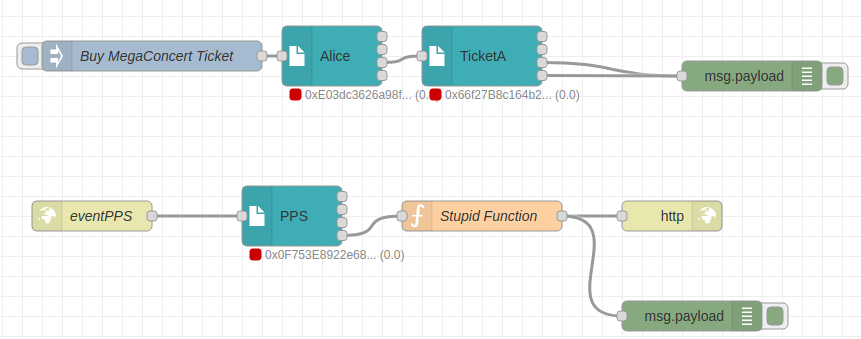 Buy MegaConcert Ticket
Alice
TicketA
msg.payload
0xE03dc3626a98f... (0.
0x66f27B8c164b2... (0.0)
eventPPS
PPS
Stupid Function
http
0x0F753E8922e68... (0.0)
msg.payload